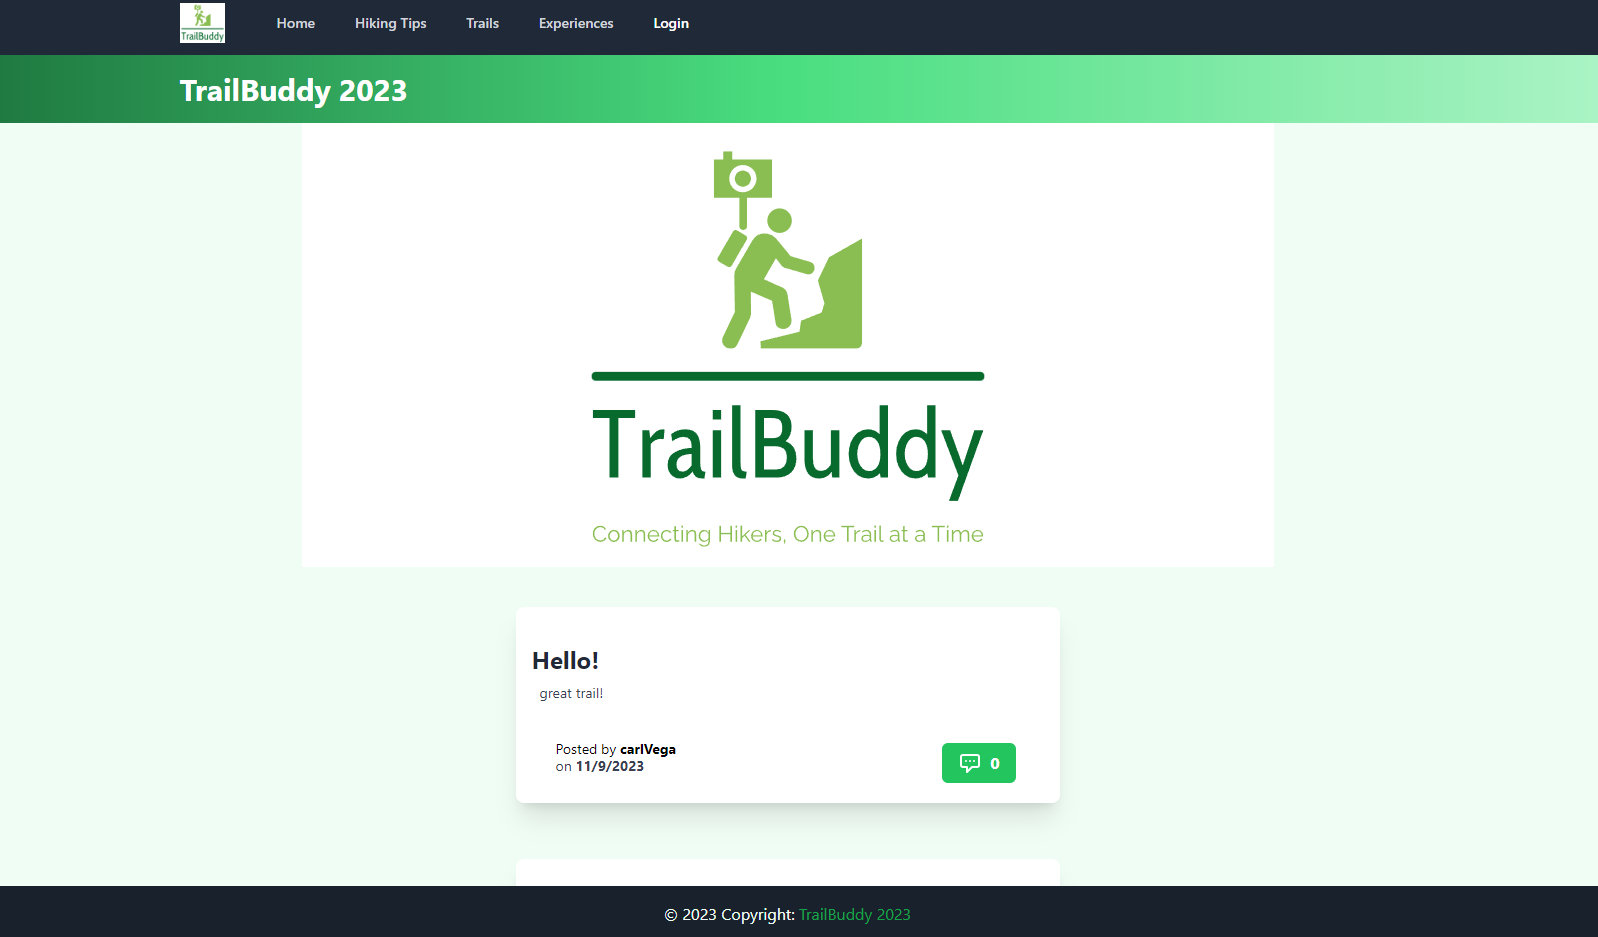 TrailBuddy
Home Hiking Tips Trails Experiences Login
TrailBuddy 2023
TrailBuddy
Connecting Hikers, One Trail at a Time
Hello!
great trail!
Posted by carlVega
on 11/9/2023
0
© 2023 Copyright: TrailBuddy 2023